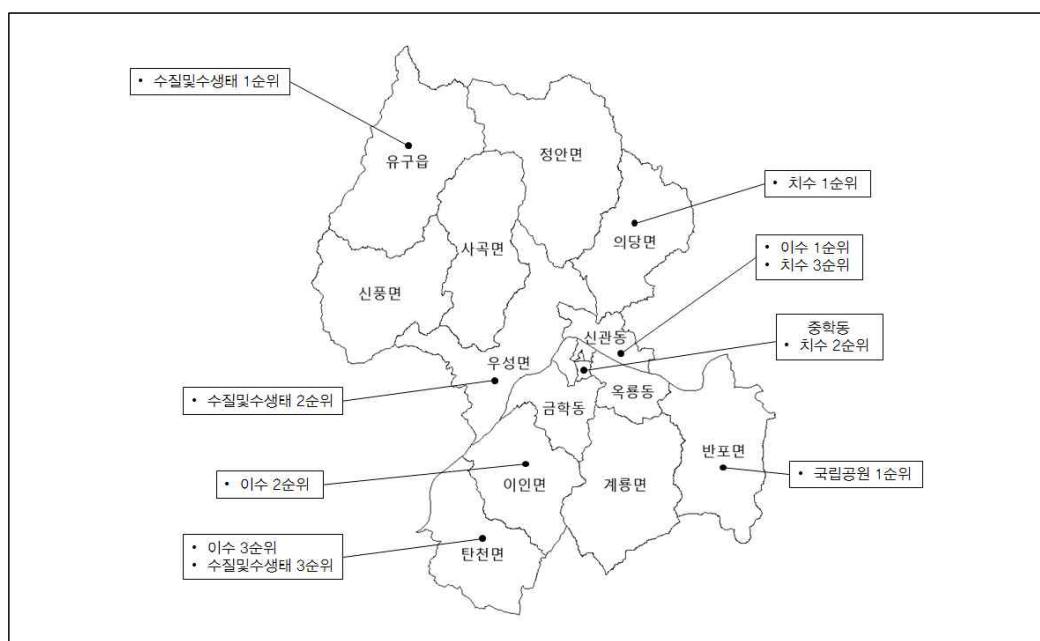 • 수질및수생태 1순위
유구읍
정안면
• 치수 1순위
의당면
사곡면
• 이수 1순위
• 치수 3순위
신풍면
신관동
중학동
• 치수 2순위
우성면
• 수질및수생태 2순위
옥룡동
금학동
반포면
• 국립공원 1순위
• 이수 2순위
이인면
계룡면
• 이수 3순위
• 수질및수생태 3순위
탄천면